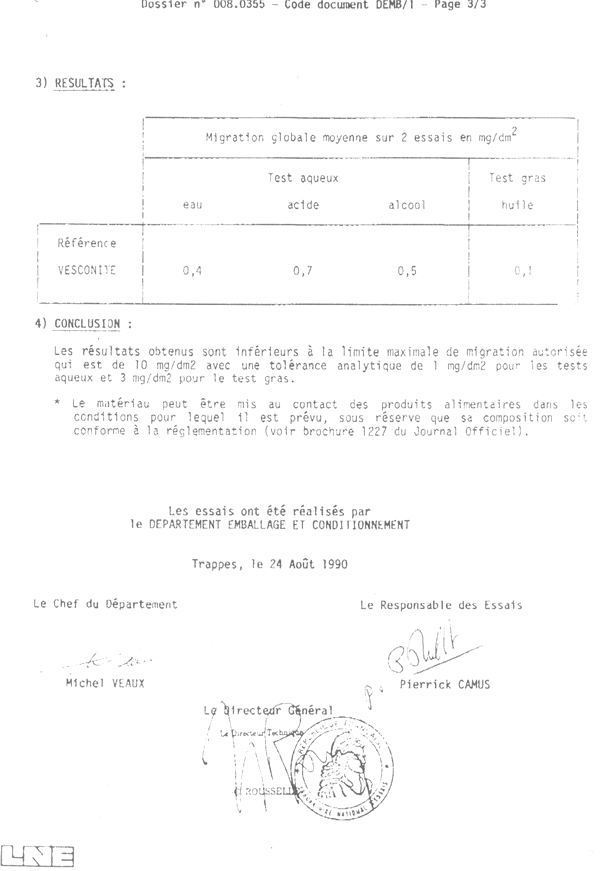 Dossier n° 008.0355 – Code document DEMB/1 – Page 3/3
3) RESULTATS :
Migration globale moyenne sur 2 essais en mg/dm2
Test aqueux Test gras
eau acide alcool huile
Référence
VESCONITE 0,4 0,7 0,5 0,1
4) CONCLUSION :
Les résultats obtenus sont inférieurs à la limite maximale de migration autorisée
qui est de 10 mg/dm2 avec une tolérance analytique de 1 mg/dm2 pour les tests
aqueux et 3 mg/dm2 pour le test gras.
* Le matériau peut être mis au contact des produits alimentaires dans les
conditions pour lequel il est prévu, sous réserve que sa composition soit
conforme à la réglementation (voir brochure 1227 du Journal Officiel).
Les essais ont été réalisés par
le DEPARTEMENT EMBALLAGE ET CONDITIONNEMENT
Trappes, le 24 Août 1990
Le Chef du Département Le Responsable des Essais
Michel VEAUX Pierrick CAMUS
Le Directeur Général
Le Directeur Technique
ROUSSELL
NATIONAL D'ESSAIS
LNE